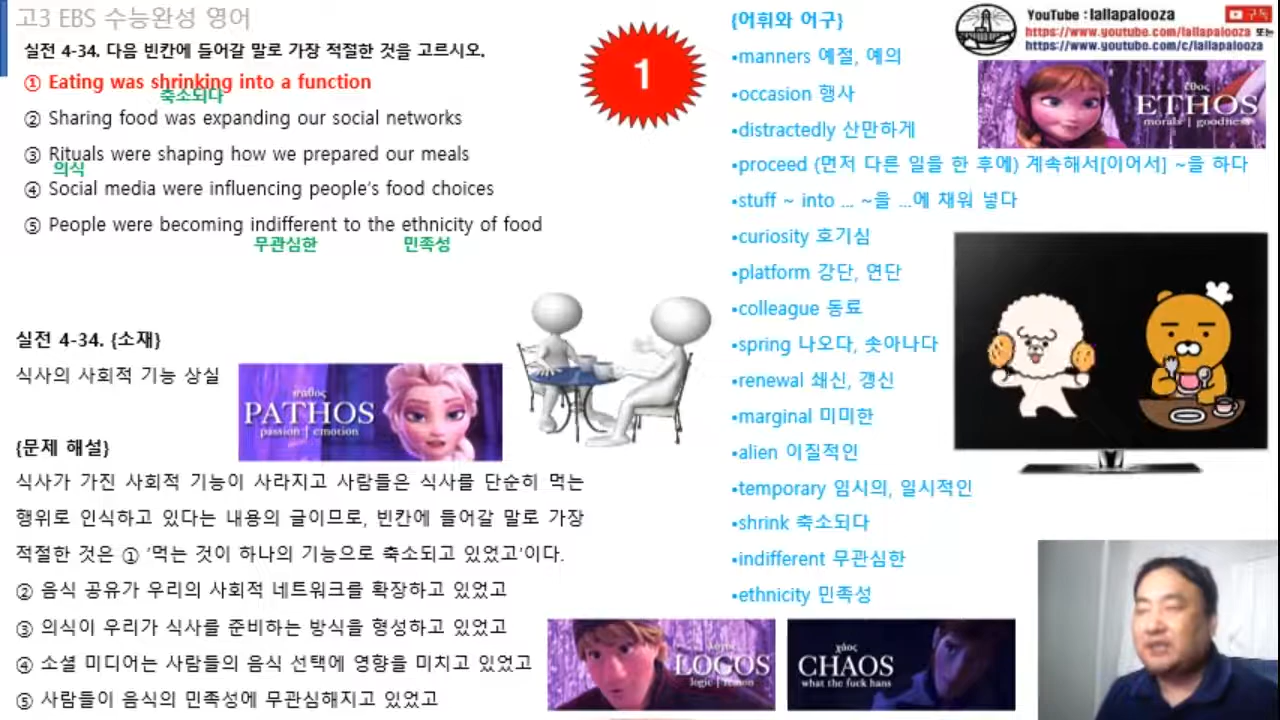 고3 EBS 수능완성 영어
실전 4-34. 다음 빈칸에 들어갈 말로 가장 적절한 것을 고르시오.
① Eating was shrinking into a function
축소되다
② Sharing food was expanding our social networks
③ Rituals were shaping how we prepared our meals
의식
④ Social media were influencing people's food choices
⑤ People were becoming indifferent to the ethnicity of food
무관심한 민족성
1
실전 4-34. {소재}
식사의 사회적 기능 상실
πάθος
PATHOS
passion | emotion
{문제 해설}
식사가 가진 사회적 기능이 사라지고 사람들은 식사를 단순히 먹는
행위로 인식하고 있다는 내용의 글이므로, 빈칸에 들어갈 말로 가장
적절한 것은 ① '먹는 것이 하나의 기능으로 축소되고 있었고'이다.
② 음식 공유가 우리의 사회적 네트워크를 확장하고 있었고
③ 의식이 우리가 식사를 준비하는 방식을 형성하고 있었고
④ 소셜 미디어는 사람들의 음식 선택에 영향을 미치고 있었고
⑤ 사람들이 음식의 민족성에 무관심해지고 있었고
{어휘와 어구}
•manners 예절, 예의
•occasion 행사
•distractedly 산만하게
•proceed (먼저 다른 일을 한 후에) 계속해서[이어서] ~을 하다
•stuff ~ into ... ~을 ...에 채워 넣다
•curiosity 호기심
•platform 강단, 연단
•colleague 동료
•spring 나오다, 솟아나다
•renewal 쇄신, 갱신
•marginal 미미한
•alien 이질적인
•temporary 임시의, 일시적인
•shrink 축소되다
•indifferent 무관심한
•ethnicity 민족성
YouTube : lallapalooza 구독
https://www.youtube.com/lallapalooza 또는
https://www.youtube.com/c/lallapalooza
ἔθος
ETHOS
morals | goodness
λόγος
LOGOS
logic | reason
χάος
CHAOS
what the fuck hans